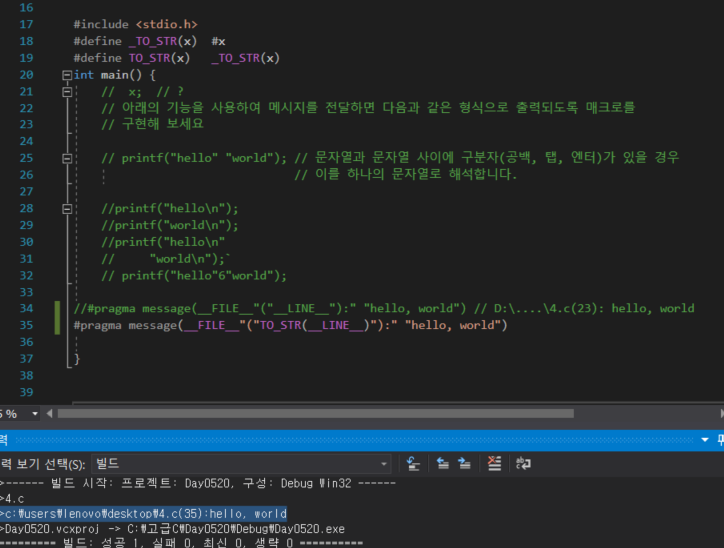 16
17 #include <stdio.h>
18 #define _TO_STR(x) #x
19 #define TO_STR(x) _TO_STR(x)
20 int main() {
21 // x; // ?
22 // 아래의 기능을 사용하여 메시지를 전달하면 다음과 같은 형식으로 출력되도록 매크로를
23 // 구현해 보세요
24
25 // printf("hello" "world"); // 문자열과 문자열 사이에 구분자(공백, 탭, 엔터)가 있을 경우
26 // 이를 하나의 문자열로 해석합니다.
27
28 //printf("hello\n");
29 //printf("world\n");
30 //printf("hello\n"
31 // "world\n");`
32 // printf("hello"6"world");
33
34 //#pragma message(__FILE__"("__LINE__"):" "hello, world") // D:\....\4.c(23): hello, world
35 #pragma message(__FILE__"("TO_STR(__LINE__)"):" "hello, world")
36
37 }
38
39
5 %
력
력 보기 선택(S): 빌드
>------ 빌드 시작: 프로젝트: Day0520, 구성: Debug Win32 ------
>4.c
>c:₩users₩lenovo₩desktop₩4.c(35):hello, world
>Day0520.vcxproj -> C:₩고급C₩Day0520₩Debug₩Day0520.exe
========= 빌드: 성공 1, 실패 0, 최신 0, 생략 0 ==========